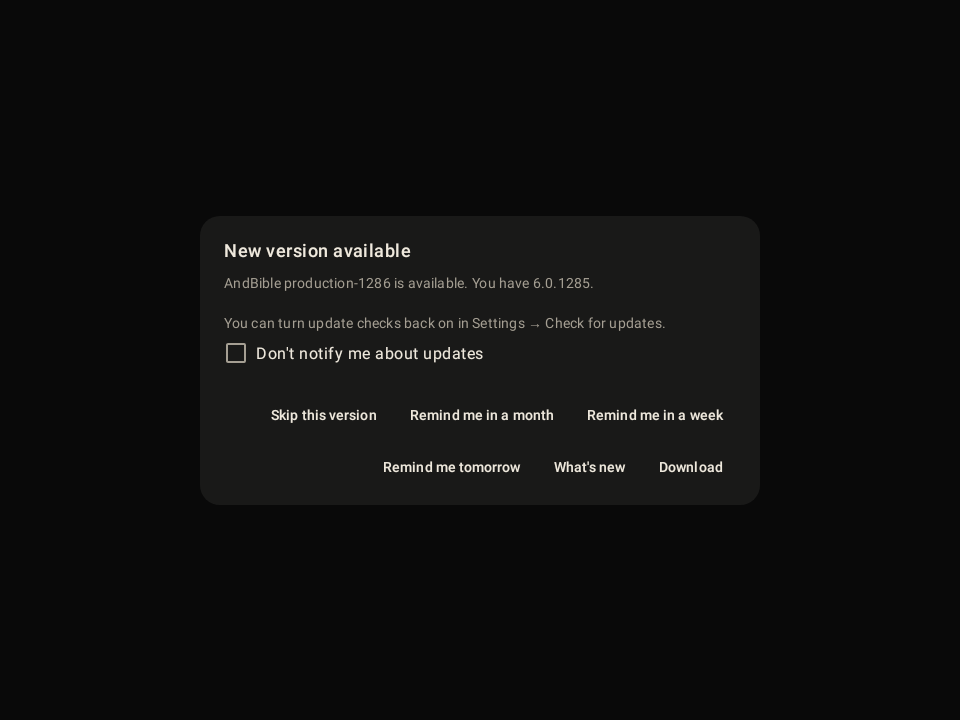 New version available
AndBible production-1286 is available. You have 6.0.1285.
You can turn update checks back on in Settings → Check for updates.
Don't notify me about updates
Skip this version Remind me in a month Remind me in a week
Remind me tomorrow What's new Download